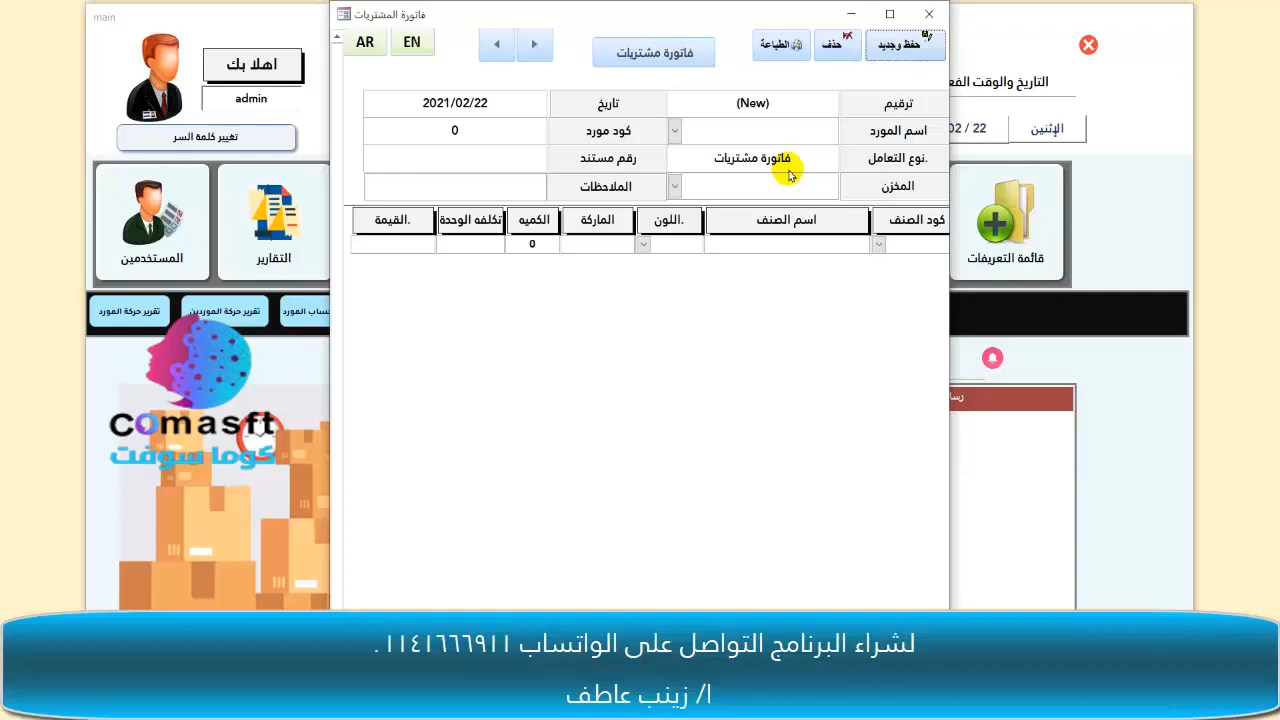 main
فاتورة المشتريات
اهلا بك
admin
تغيير كلمة السر
AR
EN
فاتورة مشتريات
الطباعة
حذف
حفظ وجديد
التاريخ والوقت
الإثنين
02 / 22
ترقيم
(New)
تاريخ
2021/02/22
اسم المورد
كود مورد
0
نوع التعامل.
فاتورة مشتريات
رقم مستند
المخزن
الملاحظات
كود الصنف
اسم الصنف
اللون.
الماركة
الكميه
تكلفه الوحدة
القيمة.
0
المستخدمين
التقارير
قائمة التعريفات
تقرير حركة المورد
تقرير حركة الموردين
المورد
comasft
كوما سوفت
لشراء البرنامج التواصل على الواتساب ٠١١٤١٦٦٦٩١١.
ا/ زينب عاطف